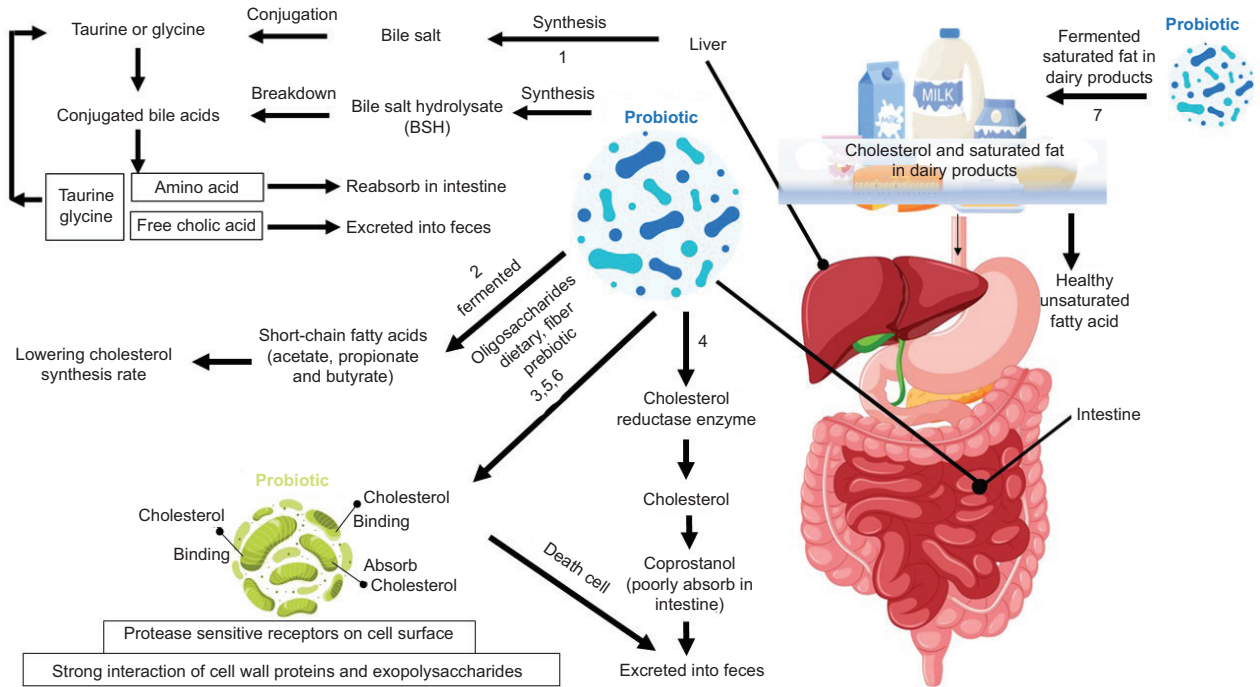 Taurine or glycine
Conjugation
Bile salt
Synthesis
1
Liver
Conjugated bile acids
Breakdown
Bile salt hydrolysate
(BSH)
Synthesis
Probiotic
Taurine
glycine
Amino acid
Reabsorb in intestine
Free cholic acid
Excreted into feces
MILK
Milk
Cholesterol and saturated fat
in dairy products
Fermented
saturated fat in
dairy products
7
Probiotic
Healthy
unsaturated
fatty acid
2
fermented
Short-chain fatty acids
(acetate, propionate
and butyrate)
Lowering cholesterol
synthesis rate
Oligosaccharides
dietary, fiber
prebiotic
3,5,6
4
Cholesterol
reductase enzyme
Cholesterol
Coprostanol
(poorly absorb in
intestine)
Excreted into feces
Intestine
Probiotic
Cholesterol
Binding
Cholesterol
Binding
Absorb
Cholesterol
Death cell
Protease sensitive receptors on cell surface
Strong interaction of cell wall proteins and exopolysaccharides